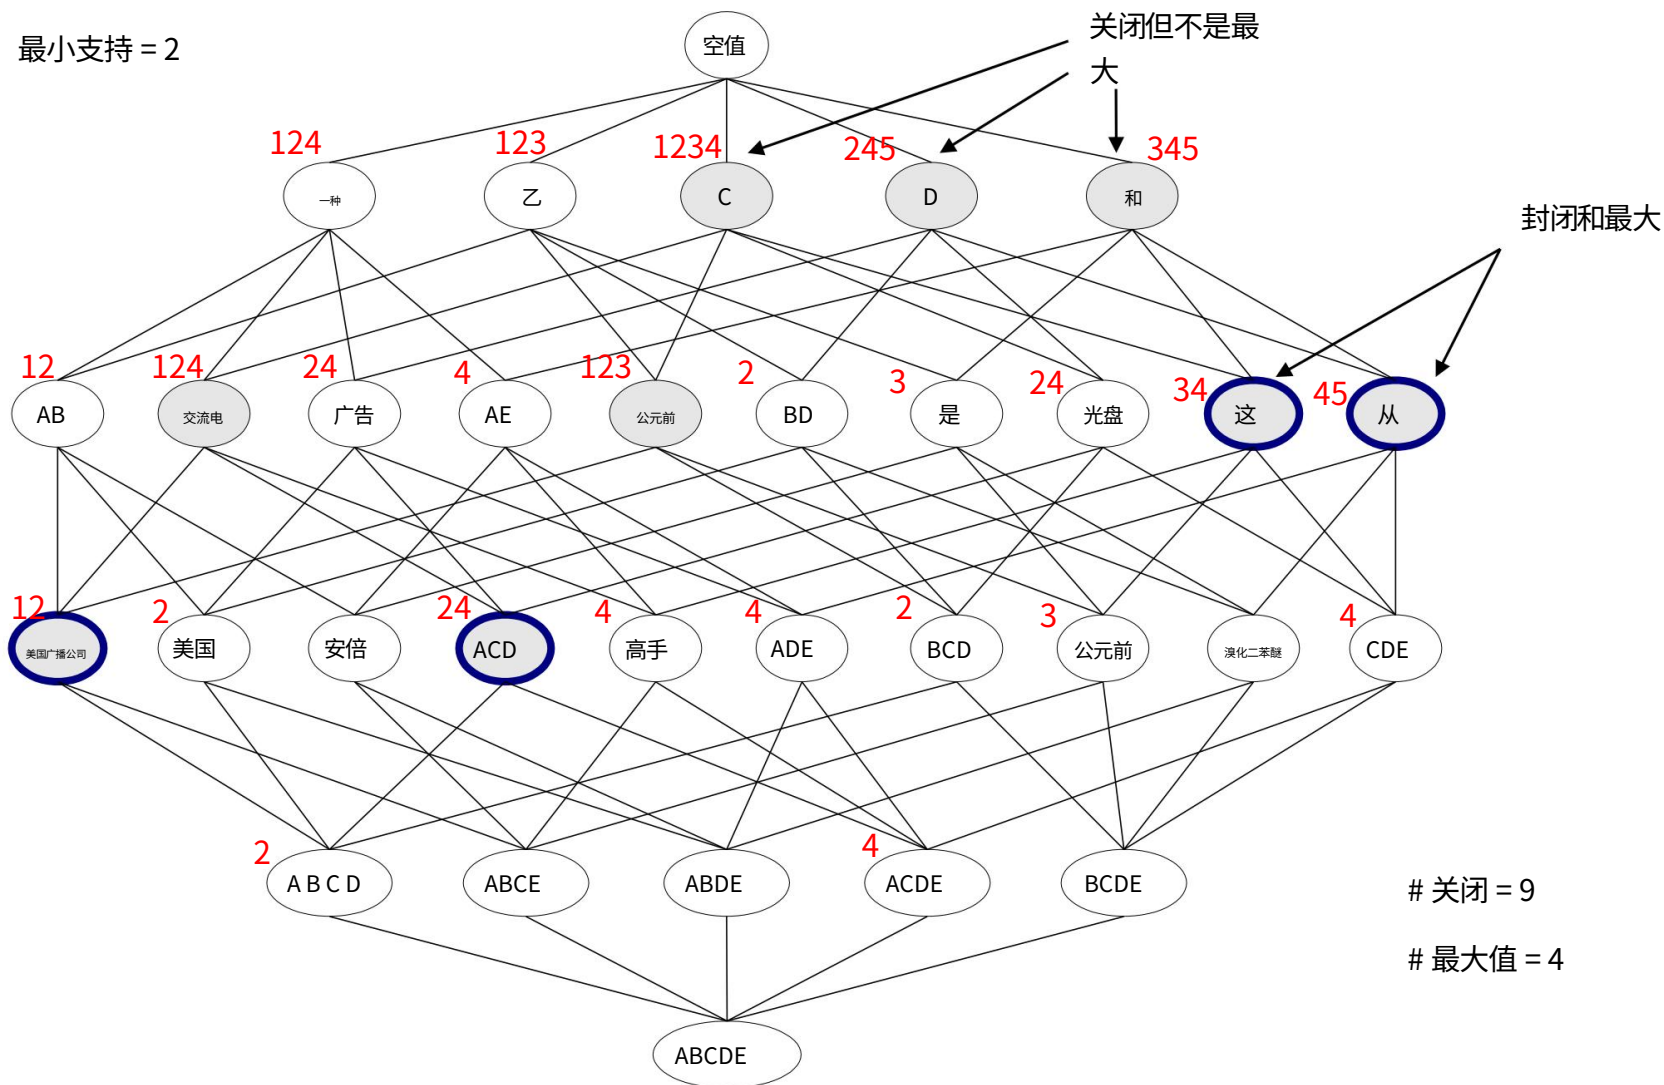 最小支持 = 2
空值
关闭但不是最
大
124
123
1234
245
345
一种
乙
C
D
和
封闭和最大
12
124
24
4
123
2
3
24
34
45
AB
交流电
广告
AE
公元前
BD
是
光盘
这
从
12
2
24
4
4
2
3
4
美国广播公司
美国
安倍
ACD
高手
ADE
BCD
公元前
溴化二苯醚
CDE
2
4
A B C D
ABCE
ABDE
ACDE
BCDE
# 关闭 = 9
# 最大值 = 4
ABCDE